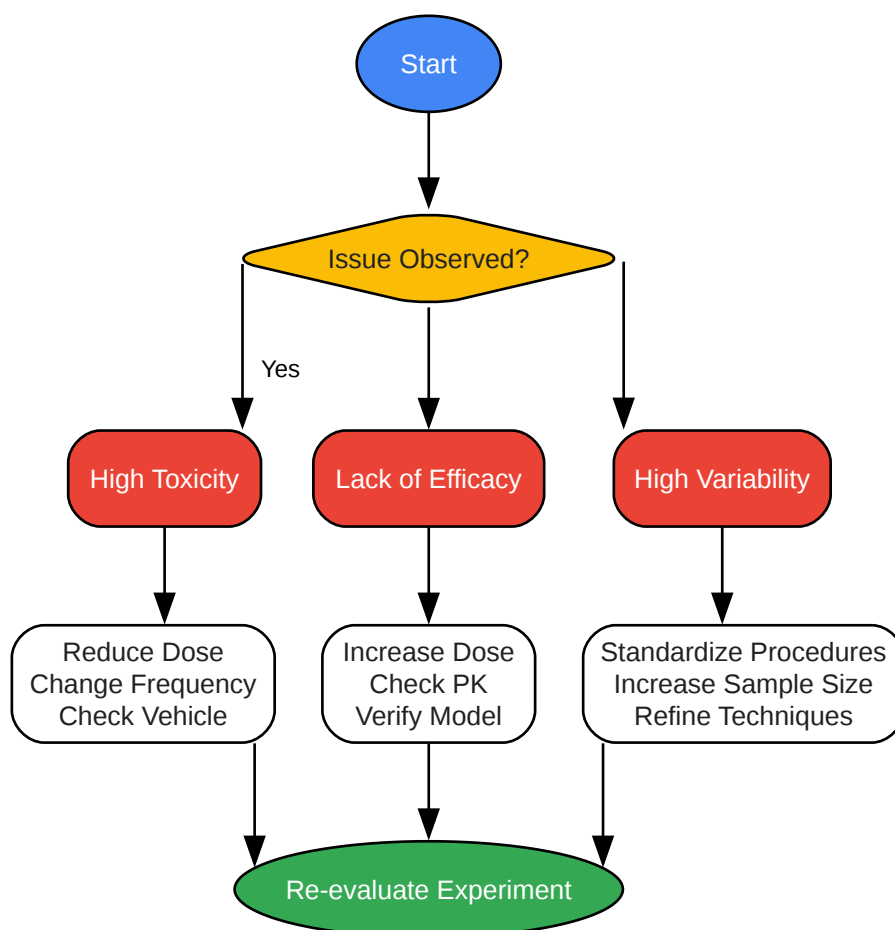 Start
Issue Observed?
Yes
High Toxicity
Lack of Efficacy
High Variability
Reduce Dose
Change Frequency
Check Vehicle
Increase Dose
Check PK
Verify Model
Standardize Procedures
Increase Sample Size
Refine Techniques
Re-evaluate Experiment